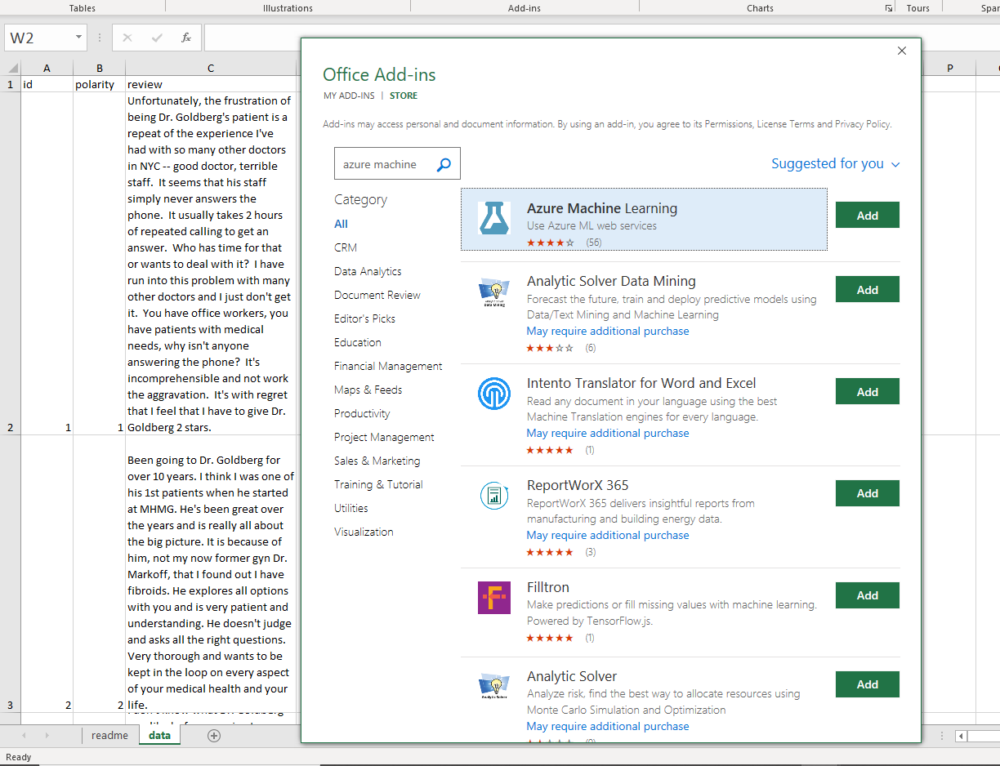 Tables Illustrations Add-ins Charts Tours Spar
W2 fx
A B C P
1 id polarity review
Unfortunately, the frustration of
being Dr. Goldberg's patient is a
repeat of the experience I've
had with so many other doctors
in NYC -- good doctor, terrible
staff.  It seems that his staff
simply never answers the
phone.  It usually takes 2 hours
of repeated calling to get an
answer.  Who has time for that
or wants to deal with it?  I have
run into this problem with many
other doctors and I just don't get
it.  You have office workers, you
have patients with medical
needs, why isn't anyone
answering the phone?  It's
incomprehensible and not work
the aggravation.  It's with regret
that I feel that I have to give Dr.
2 1 1 Goldberg 2 stars.
Been going to Dr. Goldberg for
over 10 years. I think I was one of
his 1st patients when he started
at MHMG. He's been great over
the years and is really all about
the big picture. It is because of
him, not my now former gyn Dr.
Markoff, that I found out I have
fibroids. He explores all options
with you and is very patient and
understanding. He doesn't judge
and asks all the right questions.
Very thorough and wants to be
kept in the loop on every aspect
of your medical health and your
3 2 2 life.
Office Add-ins
MY ADD-INS | STORE
Add-ins may access personal and document information. By using an add-in, you agree to its Permissions, License Terms and Privacy Policy.
azure machine
Suggested for you
Category
All
CRM
Data Analytics
Document Review
Editor's Picks
Education
Financial Management
Maps & Feeds
Productivity
Project Management
Sales & Marketing
Training & Tutorial
Utilities
Visualization
Azure Machine Learning
Use Azure ML web services
(56)
Add
Analytic Solver Data Mining
Forecast the future, train and deploy predictive models using
Data/Text Mining and Machine Learning
May require additional purchase
(6)
Add
Intento Translator for Word and Excel
Read any document in your language using the best
Machine Translation engines for every language.
May require additional purchase
(1)
Add
ReportWorX 365
ReportWorX 365 delivers insightful reports from
manufacturing and building energy data.
May require additional purchase
(3)
Add
Filltron
Make predictions or fill missing values with machine learning.
Powered by TensorFlow.js.
(1)
Add
Analytic Solver
Analyze risk, find the best way to allocate resources using
Monte Carlo Simulation and Optimization
May require additional purchase
Add
readme data
Ready